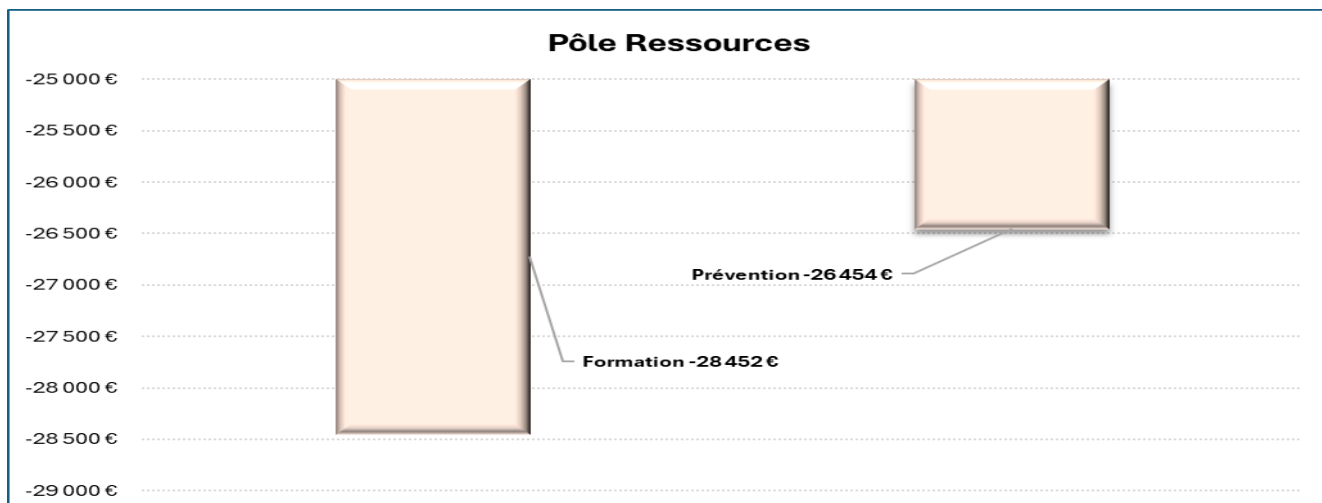 Pôle Ressources
-25 000 €
-25 500 €
-26 000 €
-26 500 €
-27 000 €
-27 500 €
-28 000 €
-28 500 €
-29 000 €
Prévention -26 454 €
Formation -28 452 €